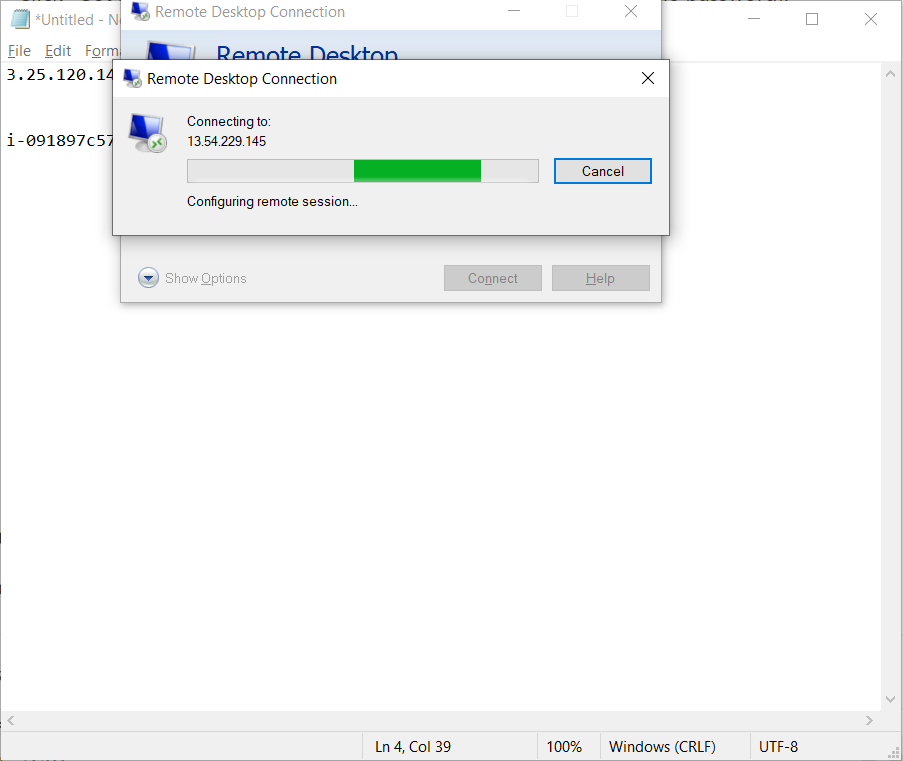 Remote Desktop Connection
*Untitled - No
File Edit Form
Remote Desktop
3.25.120.14
i-091897c57
Remote Desktop Connection
Connecting to:
13.54.229.145
Cancel
Configuring remote session...
Show Options
Connect
Help
Ln 4, Col 39
100%
Windows (CRLF)
UTF-8